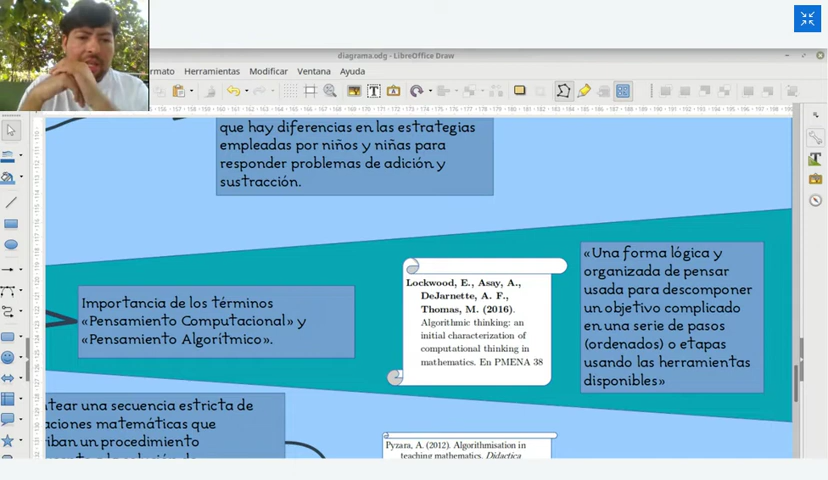 diagrama.odg - LibreOffice Draw
rmato Herramientas Modificar Ventana Ayuda
que hay diferencias en las estrategias
empleadas por niños y niñas para
responder problemas de adición y
sustracción.
Importancia de los términos
«Pensamiento Computacional» y
«Pensamiento Algorítmico».
Lockwood, E., Asay, A.,
DeJarnette, A. F.,
Thomas, M. (2016).
Algorithmic thinking: an
initial characterization of
computational thinking in
mathematics. En PMENA 38
«Una forma lógica y
organizada de pensar
usada para descomponer
un objetivo complicado
en una serie de pasos
(ordenados) o etapas
usando las herramientas
disponibles»
tear una secuencia estricta de
aciones matemáticas que
riban un procedimiento
Pyzara, A. (2012). Algorithmisation in
teaching mathematics. Didactica